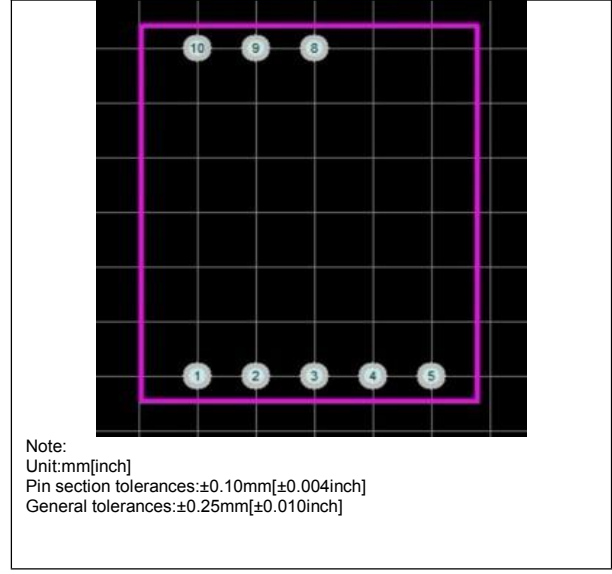 10 9 8
1 2 3 4 5
Note:
Unit:mm[inch]
Pin section tolerances:±0.10mm[±0.004inch]
General tolerances:±0.25mm[±0.010inch]